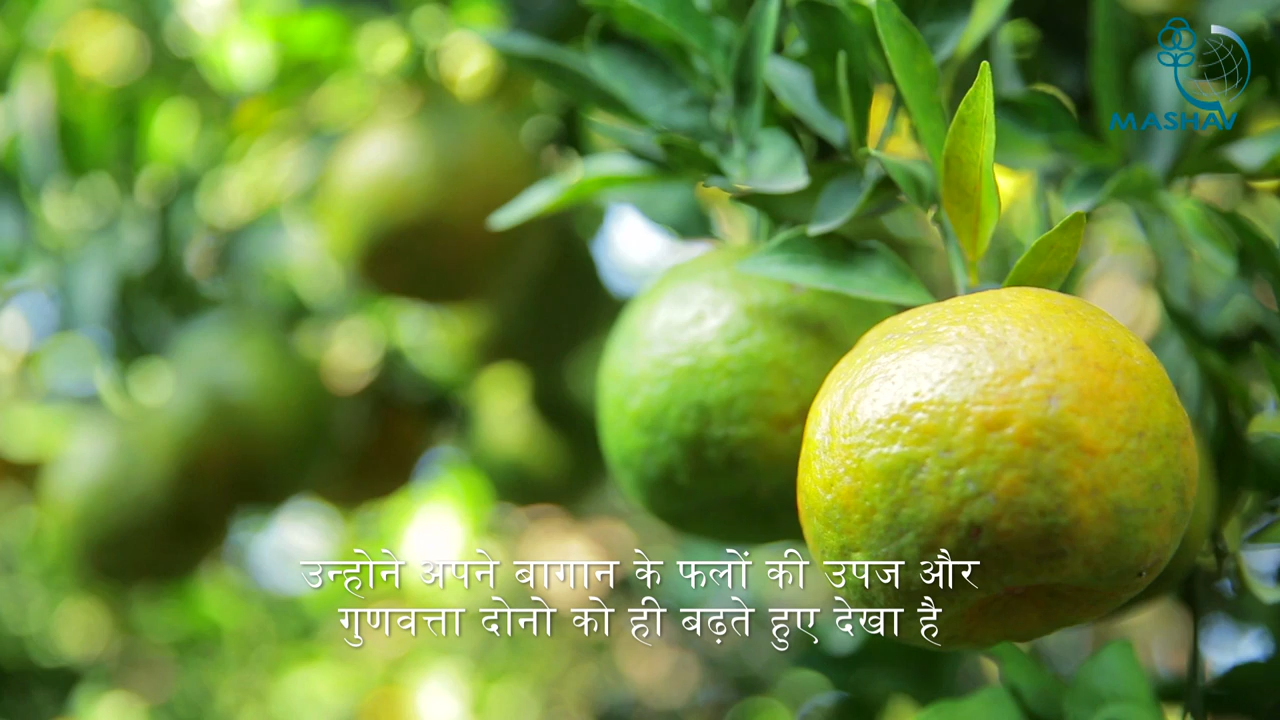 MASHAV
उन्होने अपने बागान के फलों की उपज और
गुणवत्ता दोनो को ही बढ़ते हुए देखा है